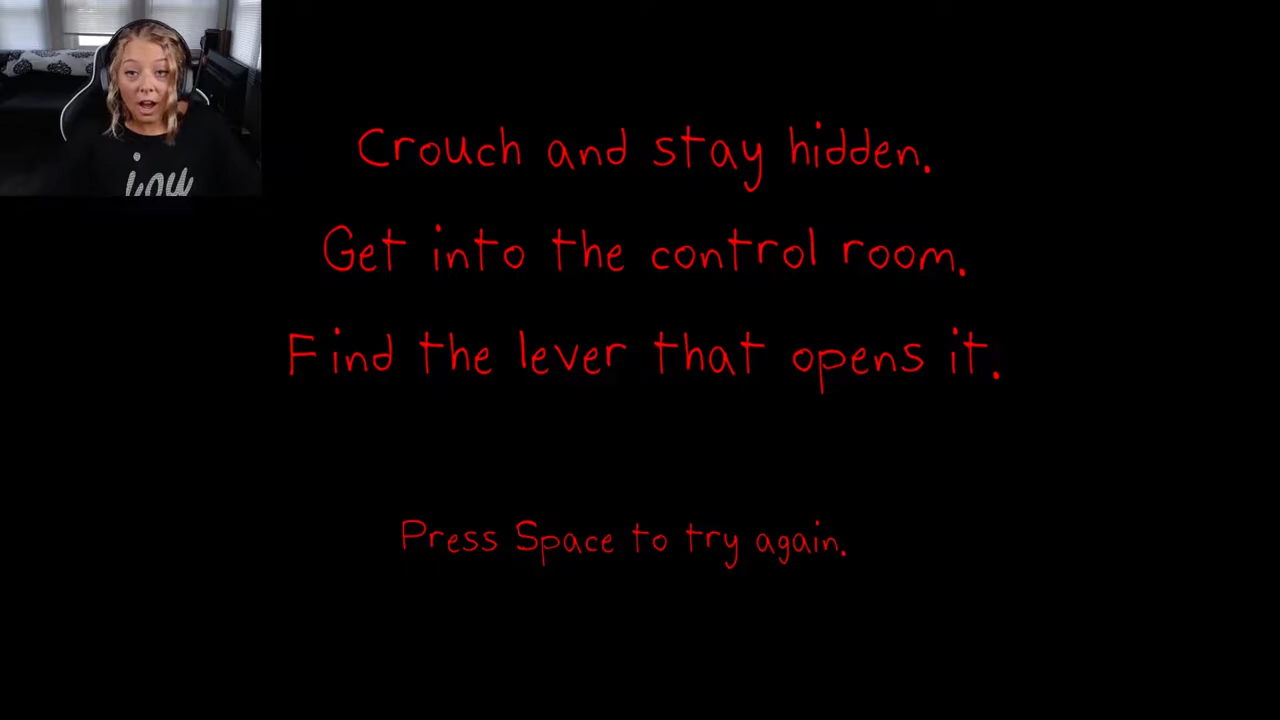 Crouch and stay hidden.
Get into the control room.
Find the lever that opens it.
Press Space to try again.